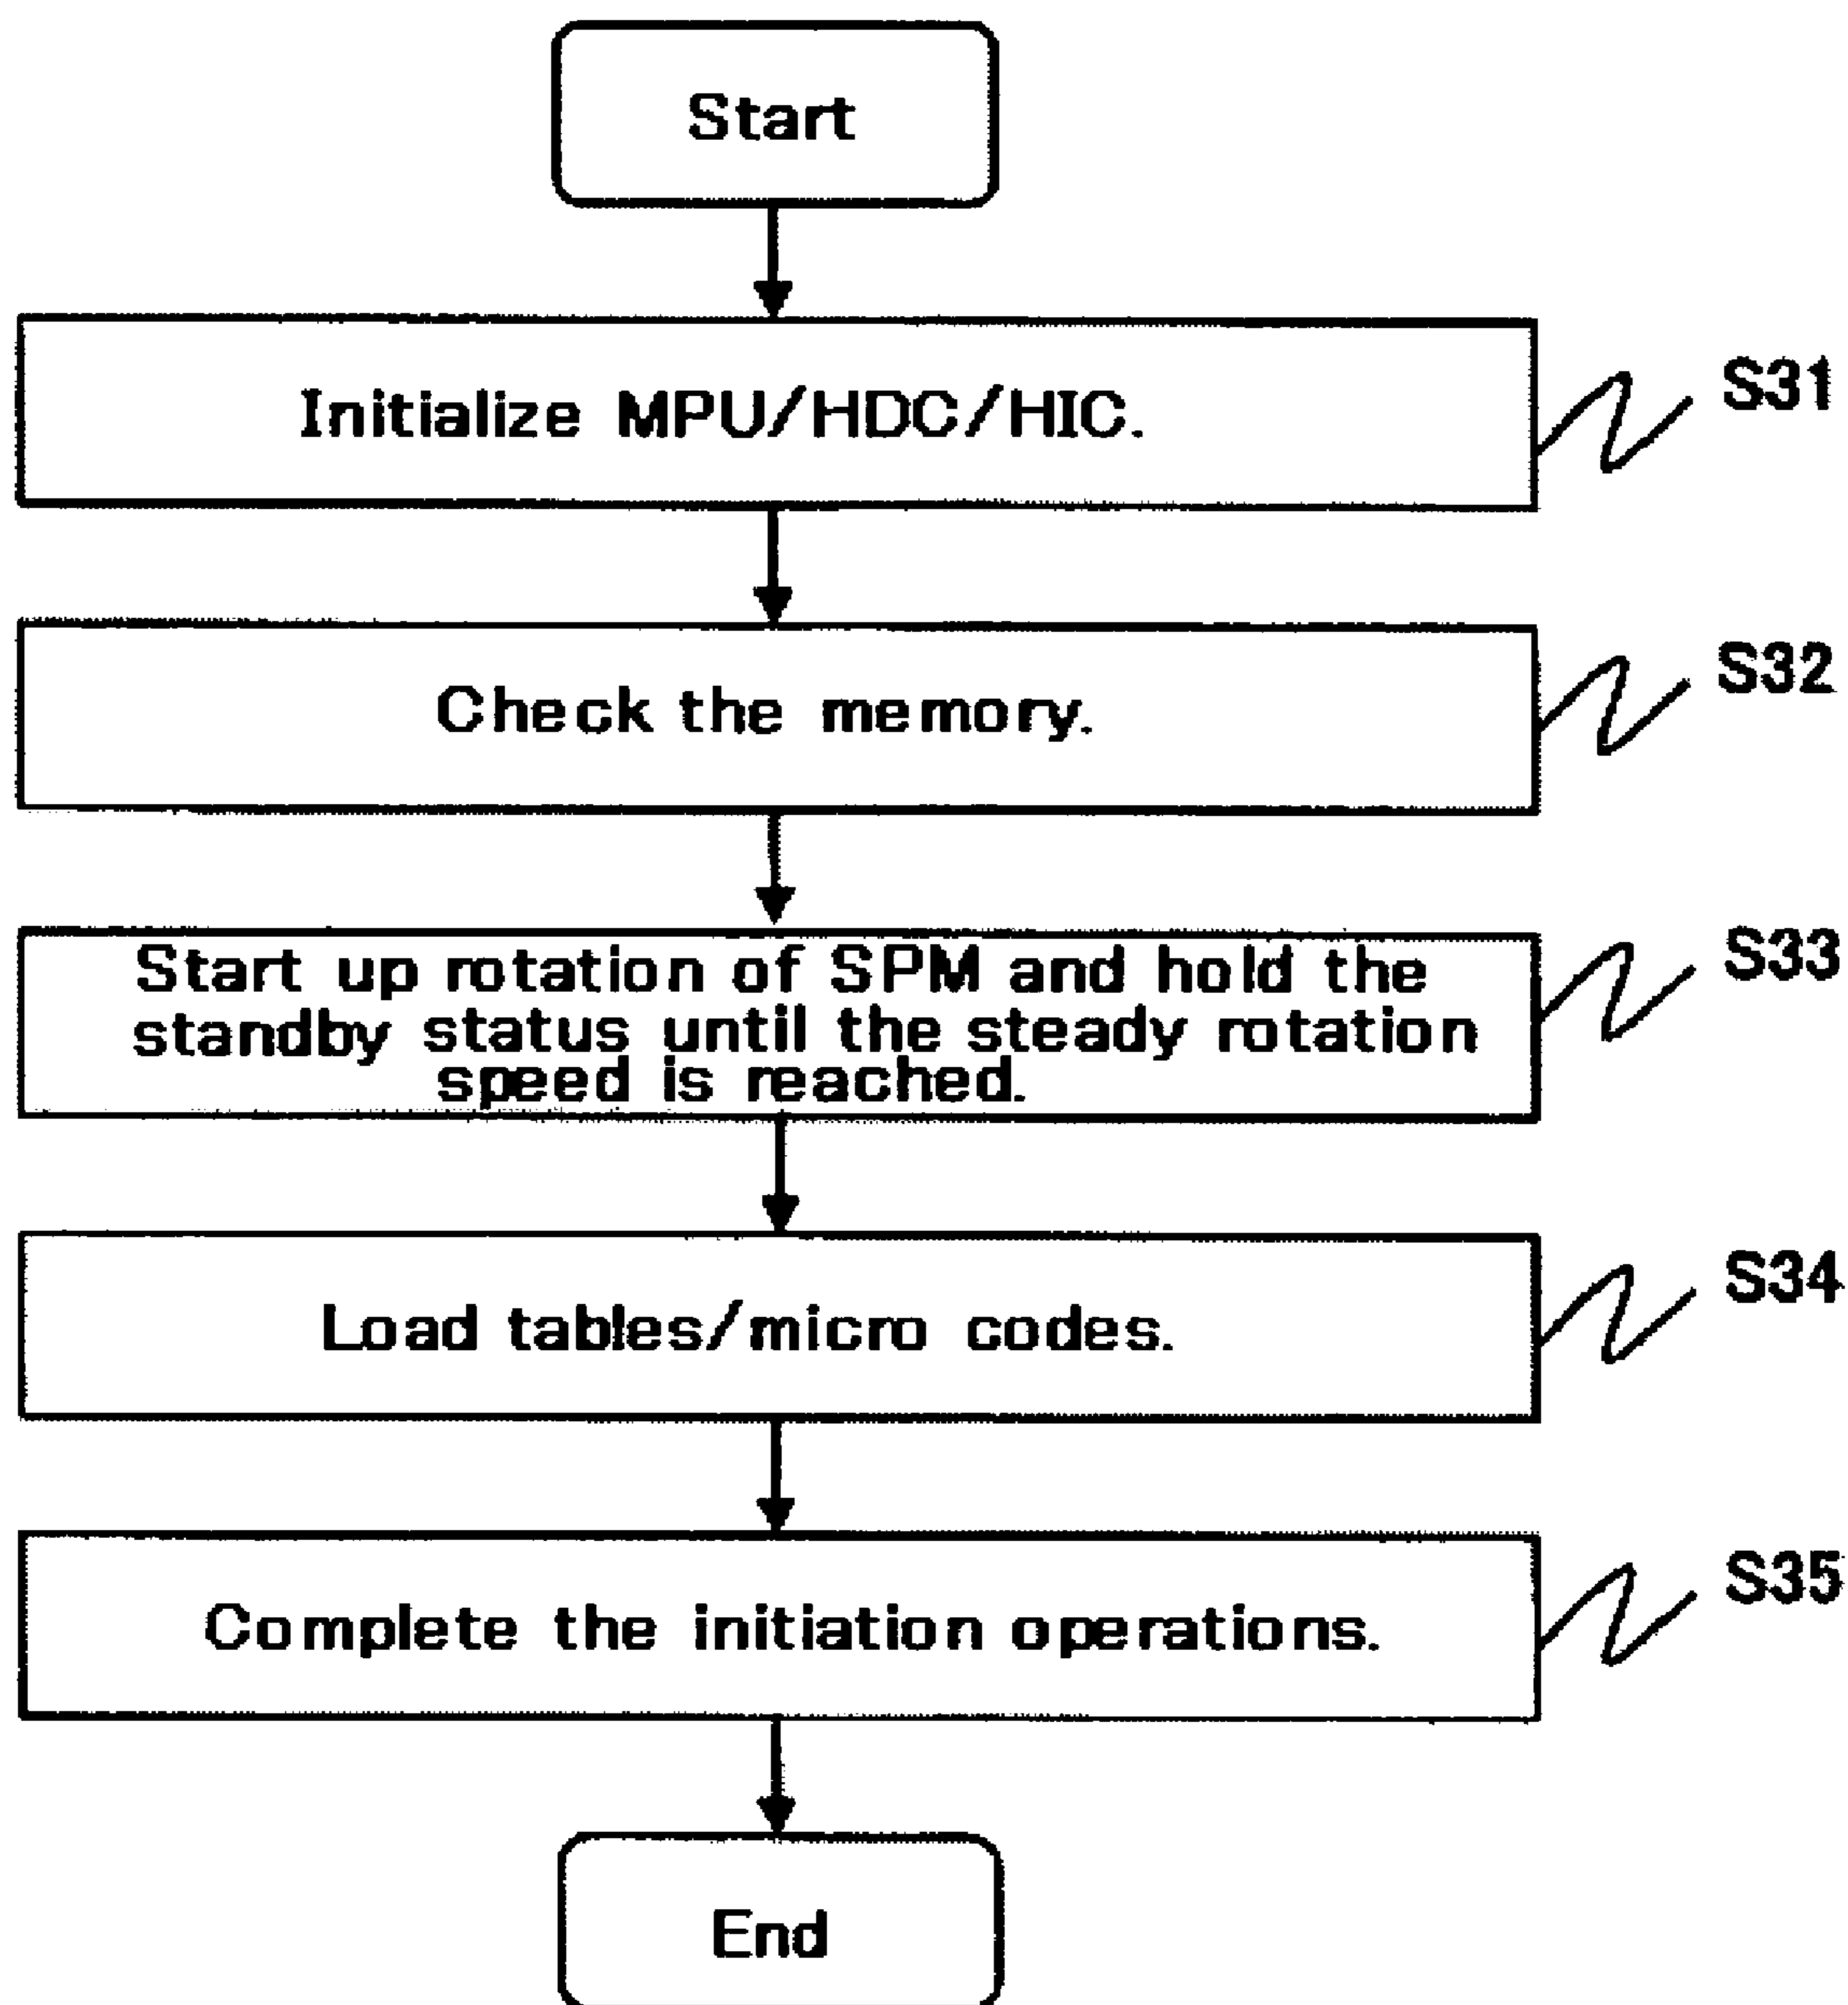 Start
Initialize MPU/HDC/HIC.
S31
Check the memory.
S32
Start up rotation of SPM and hold the
standby status until the steady rotation
speed is reached.
S33
Load tables/micro codes.
S34
Complete the initiation operations.
S35
End